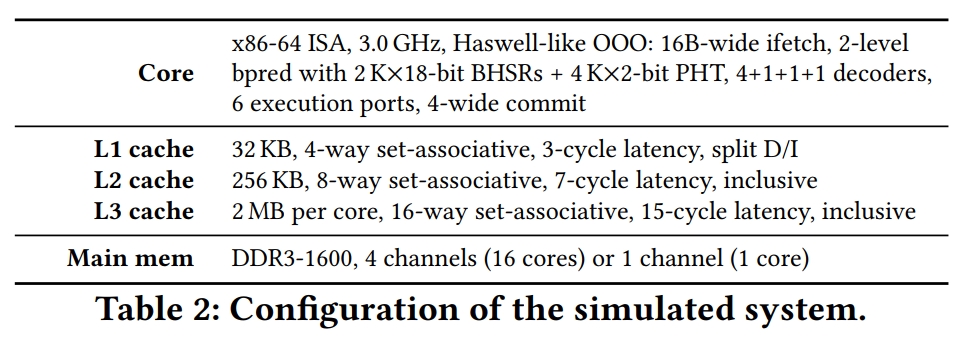 Core
x86-64 ISA, 3.0 GHz, Haswell-like OOO: 16B-wide ifetch, 2-level
bpred with 2 K×18-bit BHSRs + 4 K×2-bit PHT, 4+1+1+1 decoders,
6 execution ports, 4-wide commit
L1 cache 32 KB, 4-way set-associative, 3-cycle latency, split D/I
L2 cache 256 KB, 8-way set-associative, 7-cycle latency, inclusive
L3 cache 2 MB per core, 16-way set-associative, 15-cycle latency, inclusive
Main mem DDR3-1600, 4 channels (16 cores) or 1 channel (1 core)
Table 2: Configuration of the simulated system.